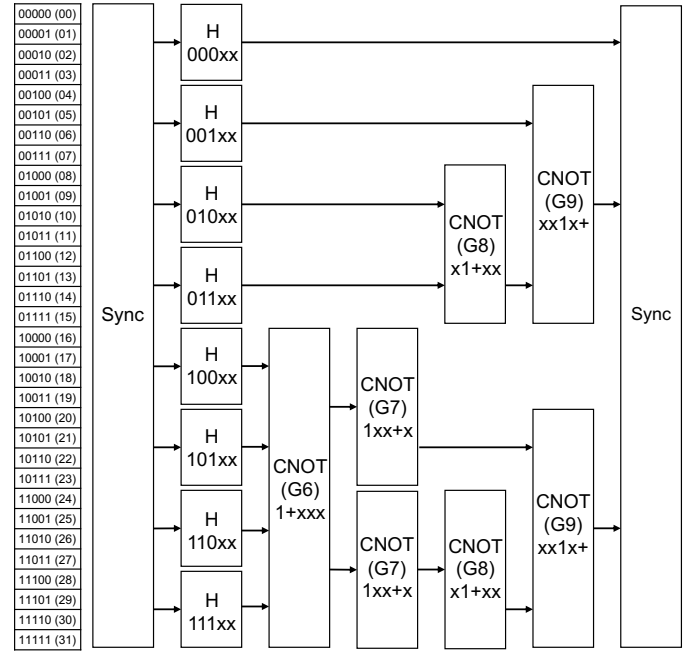 00000 (00)
00001 (01)
00010 (02)
00011 (03)
00100 (04)
00101 (05)
00110 (06)
00111 (07)
01000 (08)
01001 (09)
01010 (10)
01011 (11)
01100 (12)
01101 (13)
01110 (14)
01111 (15)
10000 (16)
10001 (17)
10010 (18)
10011 (19)
10100 (20)
10101 (21)
10110 (22)
10111 (23)
11000 (24)
11001 (25)
11010 (26)
11011 (27)
11100 (28)
11101 (29)
11110 (30)
11111 (31)
Sync
H
000xx
H
001xx
H
010xx
H
011xx
H
100xx
H
101xx
H
110xx
H
111xx
CNOT
(G6)
1+xxx
CNOT
(G7)
1xx+x
CNOT
(G7)
1xx+x
CNOT
(G8)
x1+xx
CNOT
(G8)
x1+xx
CNOT
(G9)
xx1x+
CNOT
(G9)
xx1x+
Sync